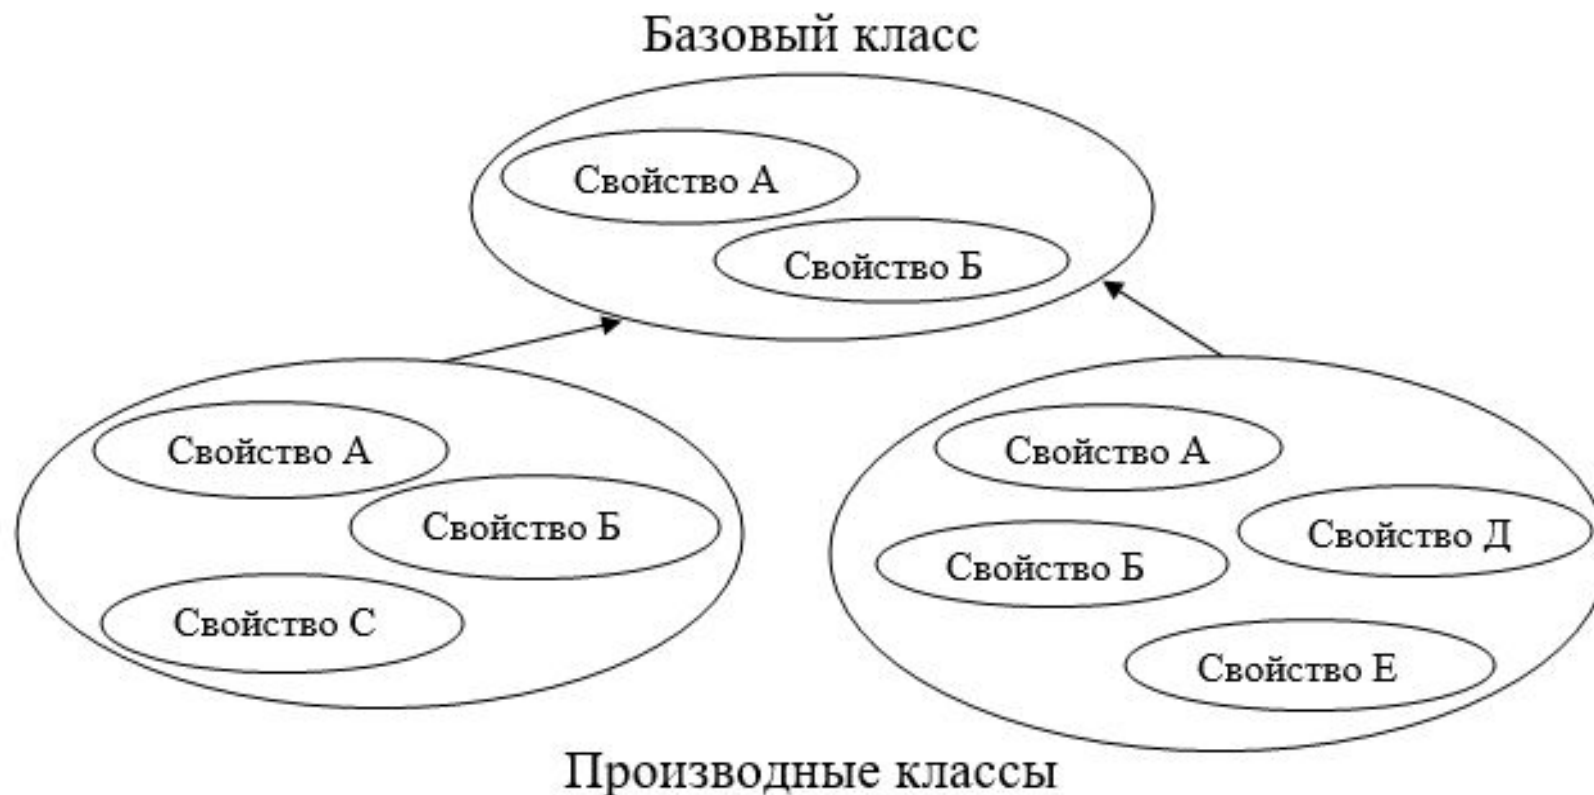 Базовый класс
Свойство А
Свойство Б
Свойство А
Свойство Б
Свойство С
Свойство А
Свойство Д
Свойство Б
Свойство Е
Производные классы